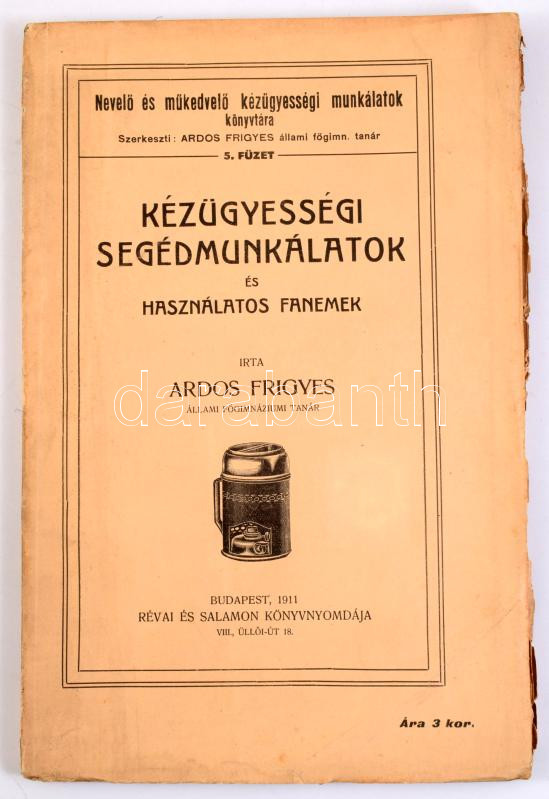 Nevelő és műkedvelő kézügyességi munkálatok
könyvtára
Szerkeszti: ARDOS FRIGYES állami főgimn. tanár
5. FÜZET
KÉZÜGYESSÉGI
SEGÉDMUNKÁLATOK
ÉS
HASZNÁLATOS FANEMEK
IRTA
ARDOS FRIGYES
ÁLLAMI FŐGIMNÁZIUMI TANÁR
darabanth
BUDAPEST, 1911
RÉVAI ÉS SALAMON KÖNYVNYOMDÁJA
VIII., ÜLLŐI-ÚT 18.
Ára 3 kor.